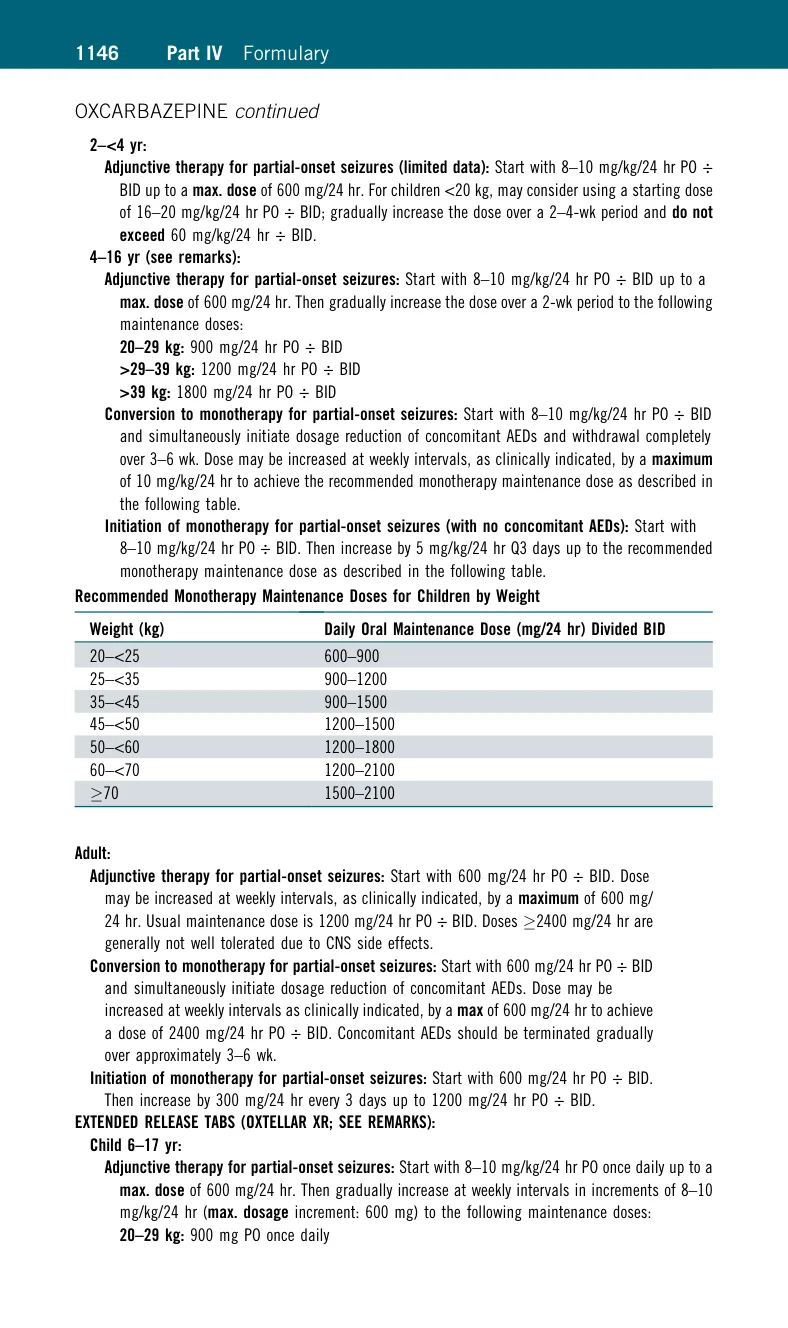 1146 Part IV Formulary
OXCARBAZEPINE continued
2–<4 yr:
Adjunctive therapy for partial-onset seizures (limited data): Start with 8–10 mg/kg/24 hr PO ÷
BID up to a max. dose of 600 mg/24 hr. For children <20 kg, may consider using a starting dose
of 16–20 mg/kg/24 hr PO ÷ BID; gradually increase the dose over a 2–4-wk period and do not
exceed 60 mg/kg/24 hr ÷ BID.
4–16 yr (see remarks):
Adjunctive therapy for partial-onset seizures: Start with 8–10 mg/kg/24 hr PO ÷ BID up to a
max. dose of 600 mg/24 hr. Then gradually increase the dose over a 2-wk period to the following
maintenance doses:
20–29 kg: 900 mg/24 hr PO ÷ BID
>29–39 kg: 1200 mg/24 hr PO ÷ BID
>39 kg: 1800 mg/24 hr PO ÷ BID
Conversion to monotherapy for partial-onset seizures: Start with 8–10 mg/kg/24 hr PO ÷ BID
and simultaneously initiate dosage reduction of concomitant AEDs and withdrawal completely
over 3–6 wk. Dose may be increased at weekly intervals, as clinically indicated, by a maximum
of 10 mg/kg/24 hr to achieve the recommended monotherapy maintenance dose as described in
the following table.
Initiation of monotherapy for partial-onset seizures (with no concomitant AEDs): Start with
8–10 mg/kg/24 hr PO ÷ BID. Then increase by 5 mg/kg/24 hr Q3 days up to the recommended
monotherapy maintenance dose as described in the following table.
Recommended Monotherapy Maintenance Doses for Children by Weight
Weight (kg) Daily Oral Maintenance Dose (mg/24 hr) Divided BID
20–<25 600–900
25–<35 900–1200
35–<45 900–1500
45–<50 1200–1500
50–<60 1200–1800
60–<70 1200–2100
≥70 1500–2100
Adult:
Adjunctive therapy for partial-onset seizures: Start with 600 mg/24 hr PO ÷ BID. Dose
may be increased at weekly intervals, as clinically indicated, by a maximum of 600 mg/
24 hr. Usual maintenance dose is 1200 mg/24 hr PO ÷ BID. Doses ≥2400 mg/24 hr are
generally not well tolerated due to CNS side effects.
Conversion to monotherapy for partial-onset seizures: Start with 600 mg/24 hr PO ÷ BID
and simultaneously initiate dosage reduction of concomitant AEDs. Dose may be
increased at weekly intervals as clinically indicated, by a max of 600 mg/24 hr to achieve
a dose of 2400 mg/24 hr PO ÷ BID. Concomitant AEDs should be terminated gradually
over approximately 3–6 wk.
Initiation of monotherapy for partial-onset seizures: Start with 600 mg/24 hr PO ÷ BID.
Then increase by 300 mg/24 hr every 3 days up to 1200 mg/24 hr PO ÷ BID.
EXTENDED RELEASE TABS (OXTELLAR XR; SEE REMARKS):
Child 6–17 yr:
Adjunctive therapy for partial-onset seizures: Start with 8–10 mg/kg/24 hr PO once daily up to a
max. dose of 600 mg/24 hr. Then gradually increase at weekly intervals in increments of 8–10
mg/kg/24 hr (max. dosage increment: 600 mg) to the following maintenance doses:
20–29 kg: 900 mg PO once daily